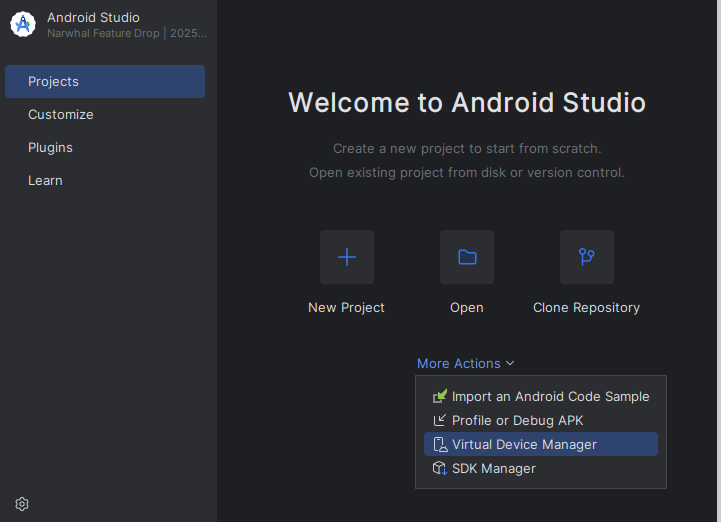 Android Studio
Narwhal Feature Drop | 2025...
Projects
Customize
Plugins
Learn
Welcome to Android Studio
Create a new project to start from scratch.
Open existing project from disk or version control.
New Project
Open
Clone Repository
More Actions
Import an Android Code Sample
Profile or Debug APK
Virtual Device Manager
SDK Manager